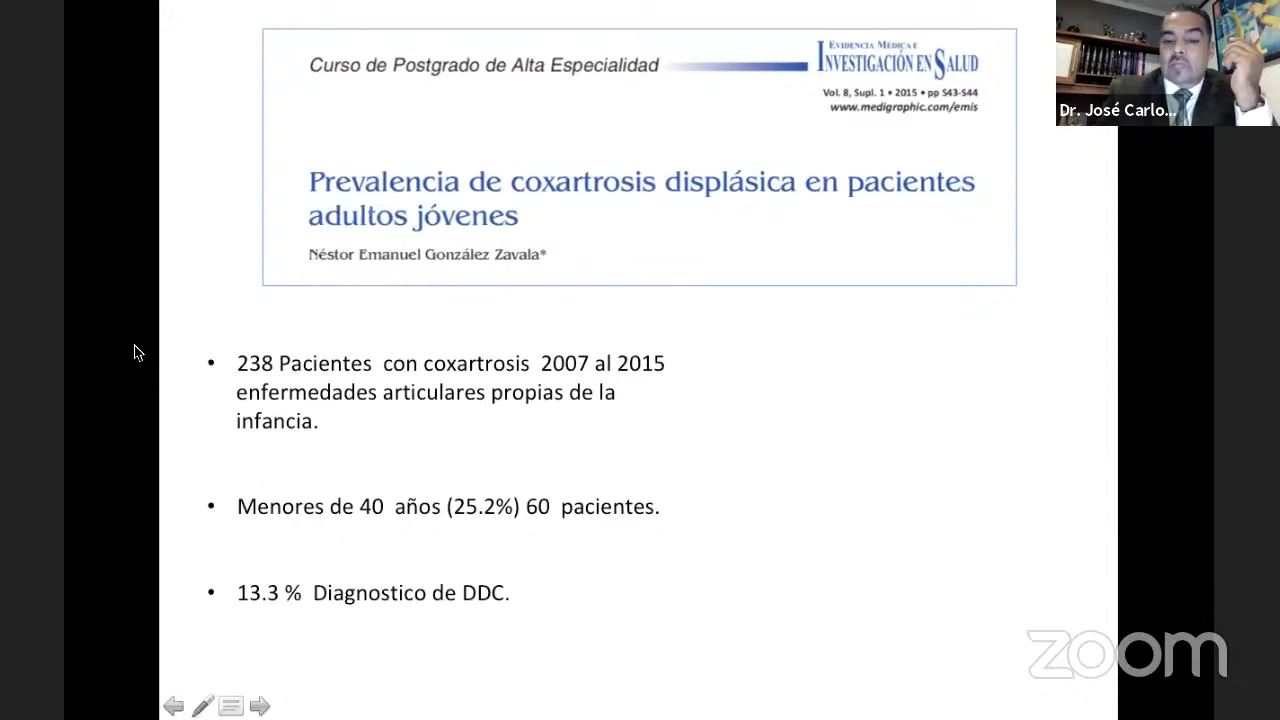 Curso de Postgrado de Alta Especialidad
EVIDENCIA MÉDICA E
INVESTIGACIÓN EN SALUD
Vol. 8, Supl. 1 • 2015 • pp S43-S44
www.medigraphic.com/emis
Dr. José Carlo...
Prevalencia de coxartrosis displásica en pacientes
adultos jóvenes
Néstor Emanuel González Zavala*
• 238 Pacientes con coxartrosis 2007 al 2015
enfermedades articulares propias de la
infancia.
• Menores de 40 años (25.2%) 60 pacientes.
• 13.3 % Diagnostico de DDC.
zoom